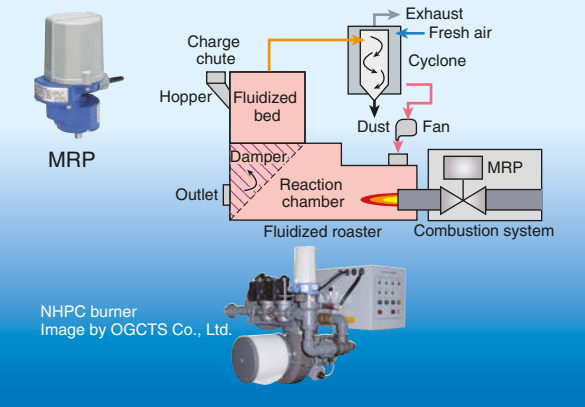 Exhaust
Fresh air
Charge
chute
Cyclone
Hopper
Fluidized
bed
Dust
Fan
MRP
Damper
MRP
Reaction
chamber
Outlet
Fluidized roaster
Combustion system
NHPC burner
Image by OGCTS Co., Ltd.